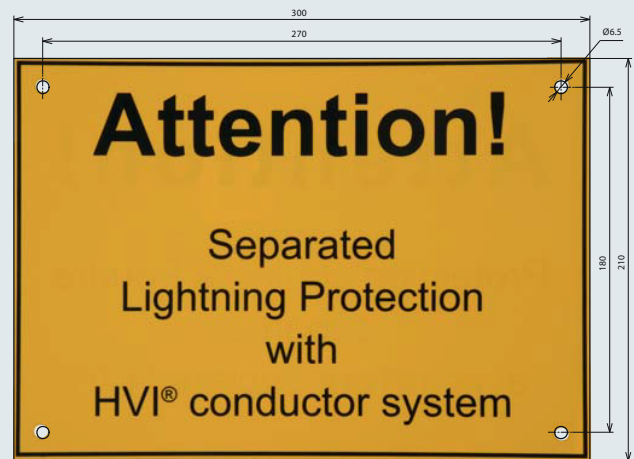 300
270
Ø6.5
Attention!
Separated
Lightning Protection
with
HVI® conductor system
180
210